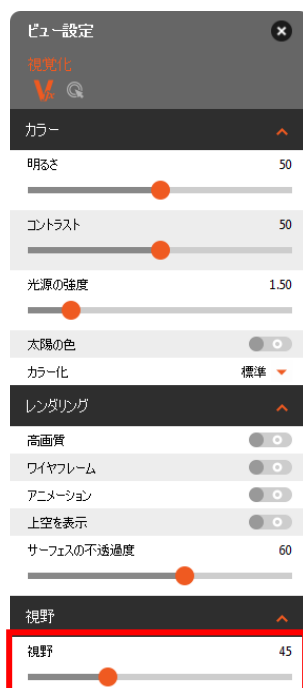 ビュー設定
視覚化
カラー
明るさ 50
コントラスト 50
光源の強度 1.50
太陽の色
カラー化 標準
レンダリング
高画質
ワイヤフレーム
アニメーション
上空を表示
サーフェスの不透過度 60
視野
視野 45